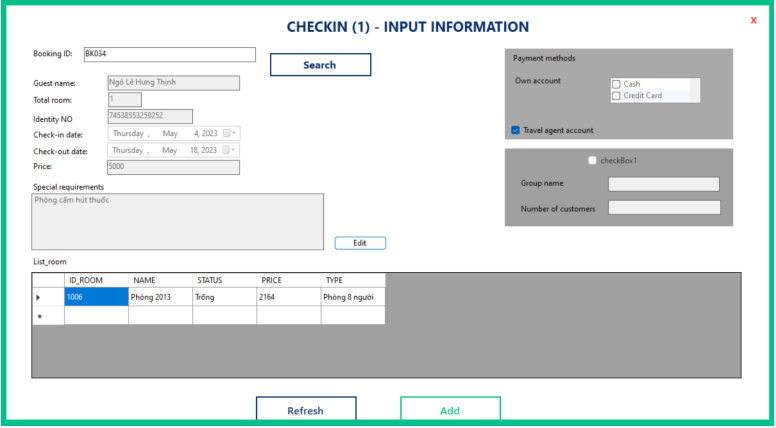 CHECKIN (1) - INPUT INFORMATION
X
Booking ID: BK034
Search
Guest name: Ngô Lê Hưng Thịnh
Total room: 1
Identity NO 74538553259252
Check-in date: Thursday , May 4, 2023
Check-out date: Thursday , May 18, 2023
Price: 5000
Special requirements
Phòng cấm hút thuốc
Edit
Payment methods
Own account
Cash
Credit Card
Travel agent account
checkBox1
Group name
Number of customers
List_room
ID_ROOM NAME STATUS PRICE TYPE
1006 Phòng 2013 Trống 2164 Phòng 8 người
Refresh Add